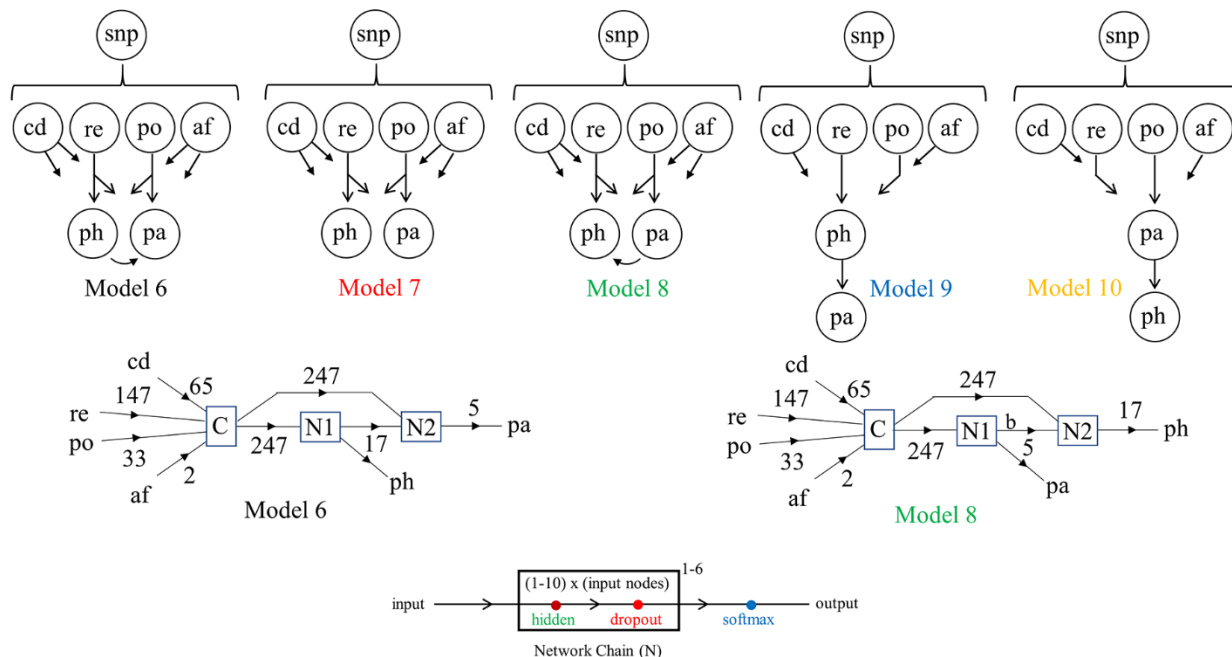 snp snp snp snp snp
cd re po af cd re po af cd re po af cd re po af cd re po af
ph pa ph pa ph pa ph pa
Model 6 Model 7 Model 8 Model 9 Model 10
pa ph
cd 65 247 cd 65 247
re 147 5 re 147 17
C N1 17 N2 pa C N1 b N2 ph
po 33 247 po 33 247 5
af 2 ph af 2 pa
Model 6 Model 8
(1-10) x (input nodes) 1-6
input output
hidden dropout softmax
Network Chain (N)